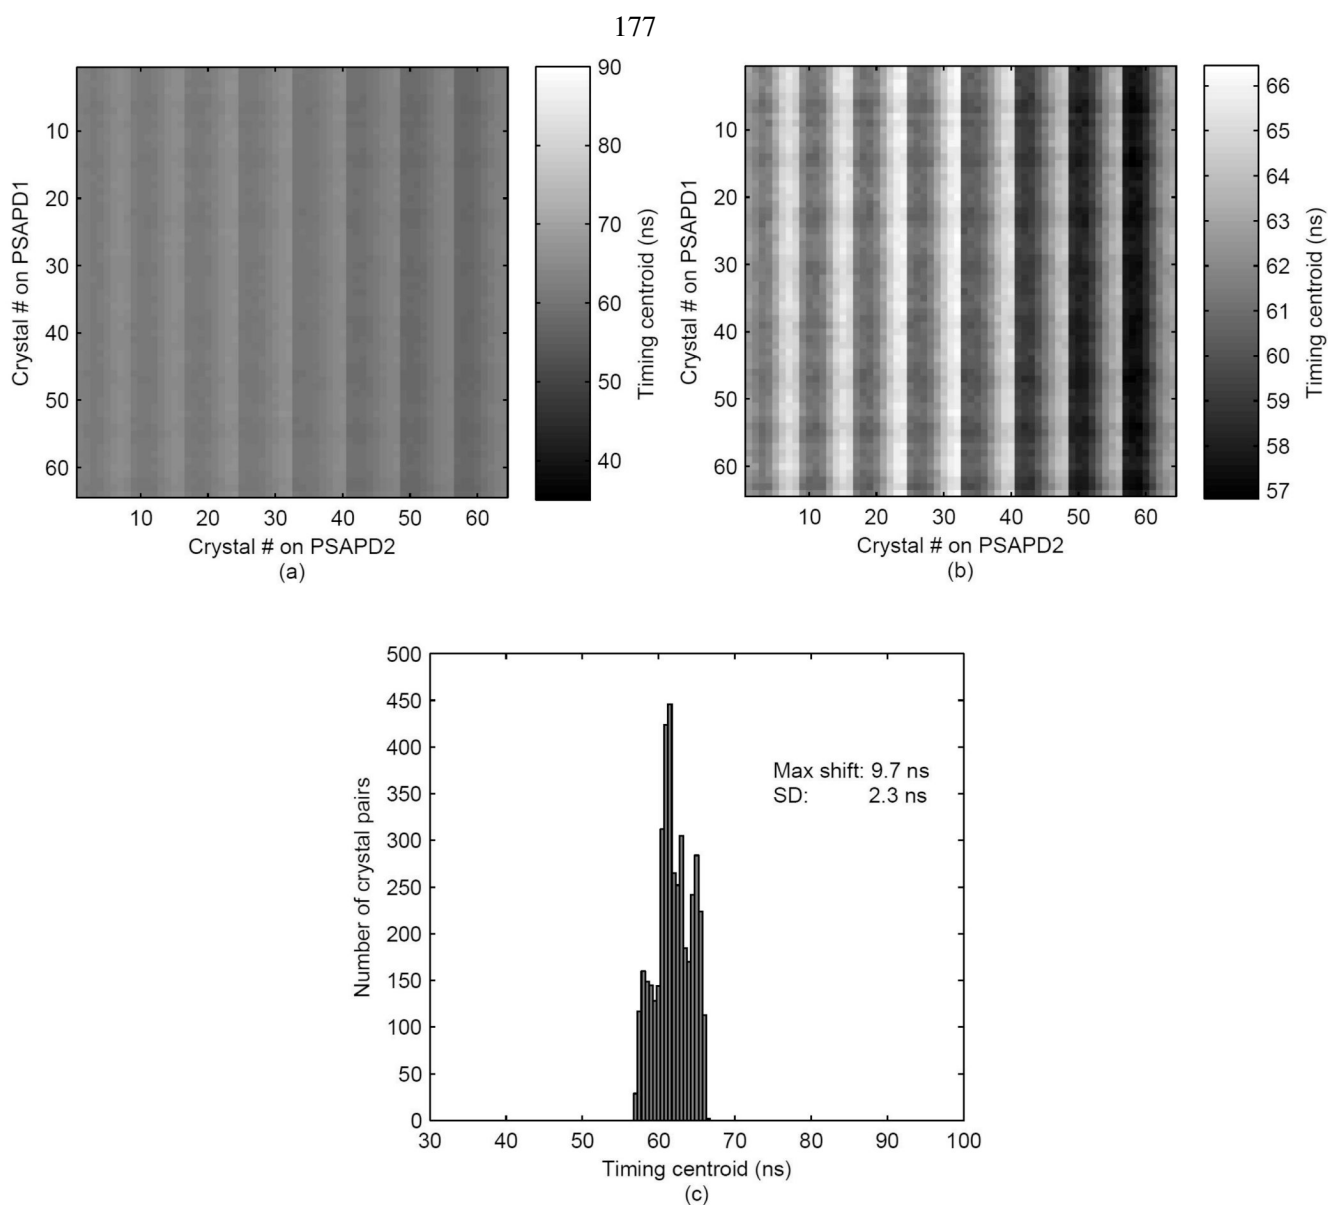 177
90
80
70
60
50
40
Timing centroid (ns)
10
20
30
40
50
60
Crystal # on PSAPD1
10 20 30 40 50 60
Crystal # on PSAPD2
(a)
66
65
64
63
62
61
60
59
58
57
Timing centroid (ns)
10
20
30
40
50
60
Crystal # on PSAPD1
10 20 30 40 50 60
Crystal # on PSAPD2
(b)
500
450
400
350
300
250
200
150
100
50
0
Number of crystal pairs
Max shift: 9.7 ns
SD: 2.3 ns
30 40 50 60 70 80 90 100
Timing centroid (ns)
(c)